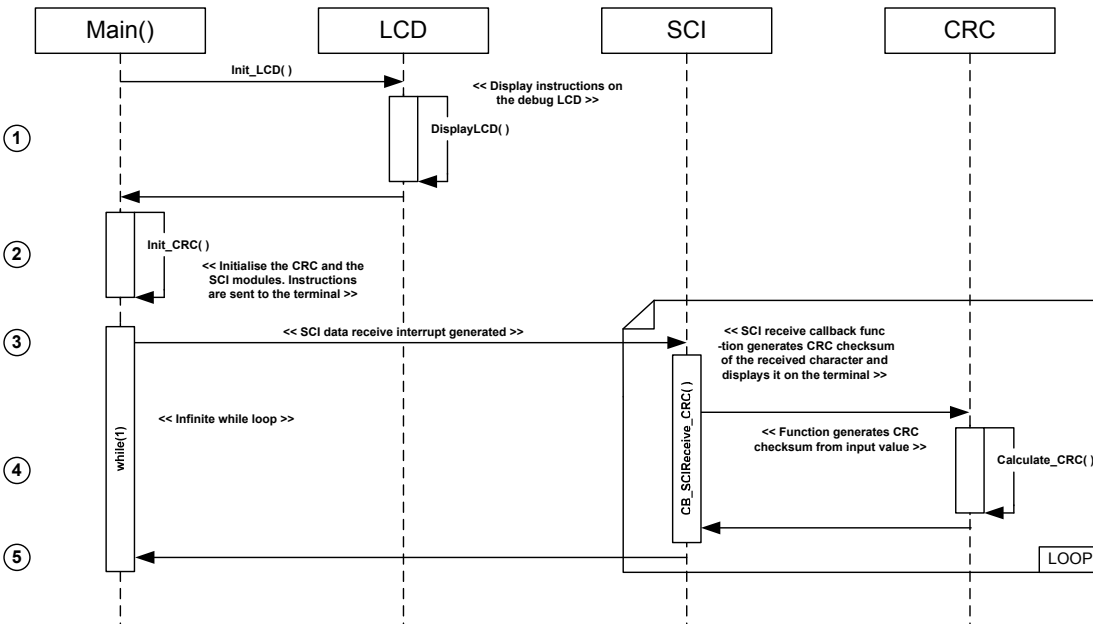 Main()
LCD
SCI
CRC
Init_LCD( )
<< Display instructions on
the debug LCD >>
DisplayLCD( )
1
2
Init_CRC( )
<< Initialise the CRC and the
SCI modules. Instructions
are sent to the terminal >>
3
<< SCI data receive interrupt generated >>
<< SCI receive callback func
-tion generates CRC checksum
of the received character and
displays it on the terminal >>
<< Infinite while loop >>
while(1)
CB_SCIReceive_CRC( )
<< Function generates CRC
checksum from input value >>
Calculate_CRC( )
4
5
LOOP